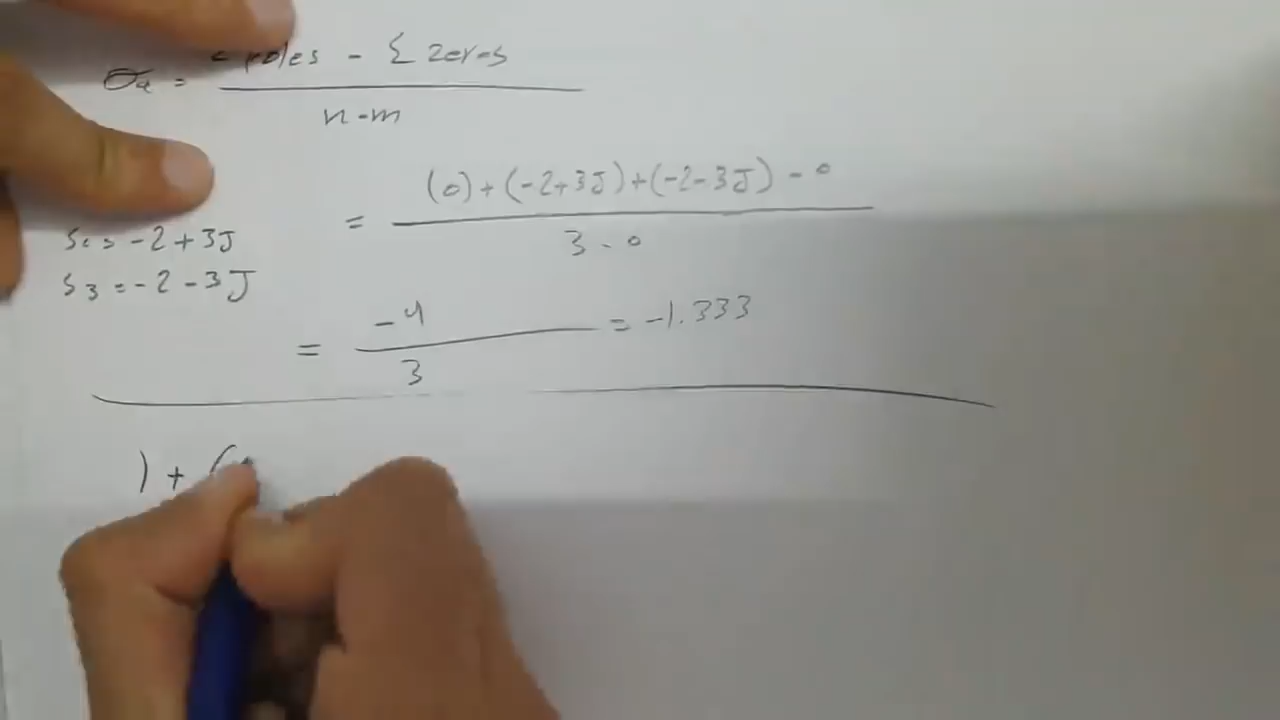 σa = poles - Σ zeros
n-m
= (0)+(-2+3J)+(-2-3J) - 0
3 - 0
= -2+3J
S3 = -2-3J
= -4 = -1.333
3
) + (